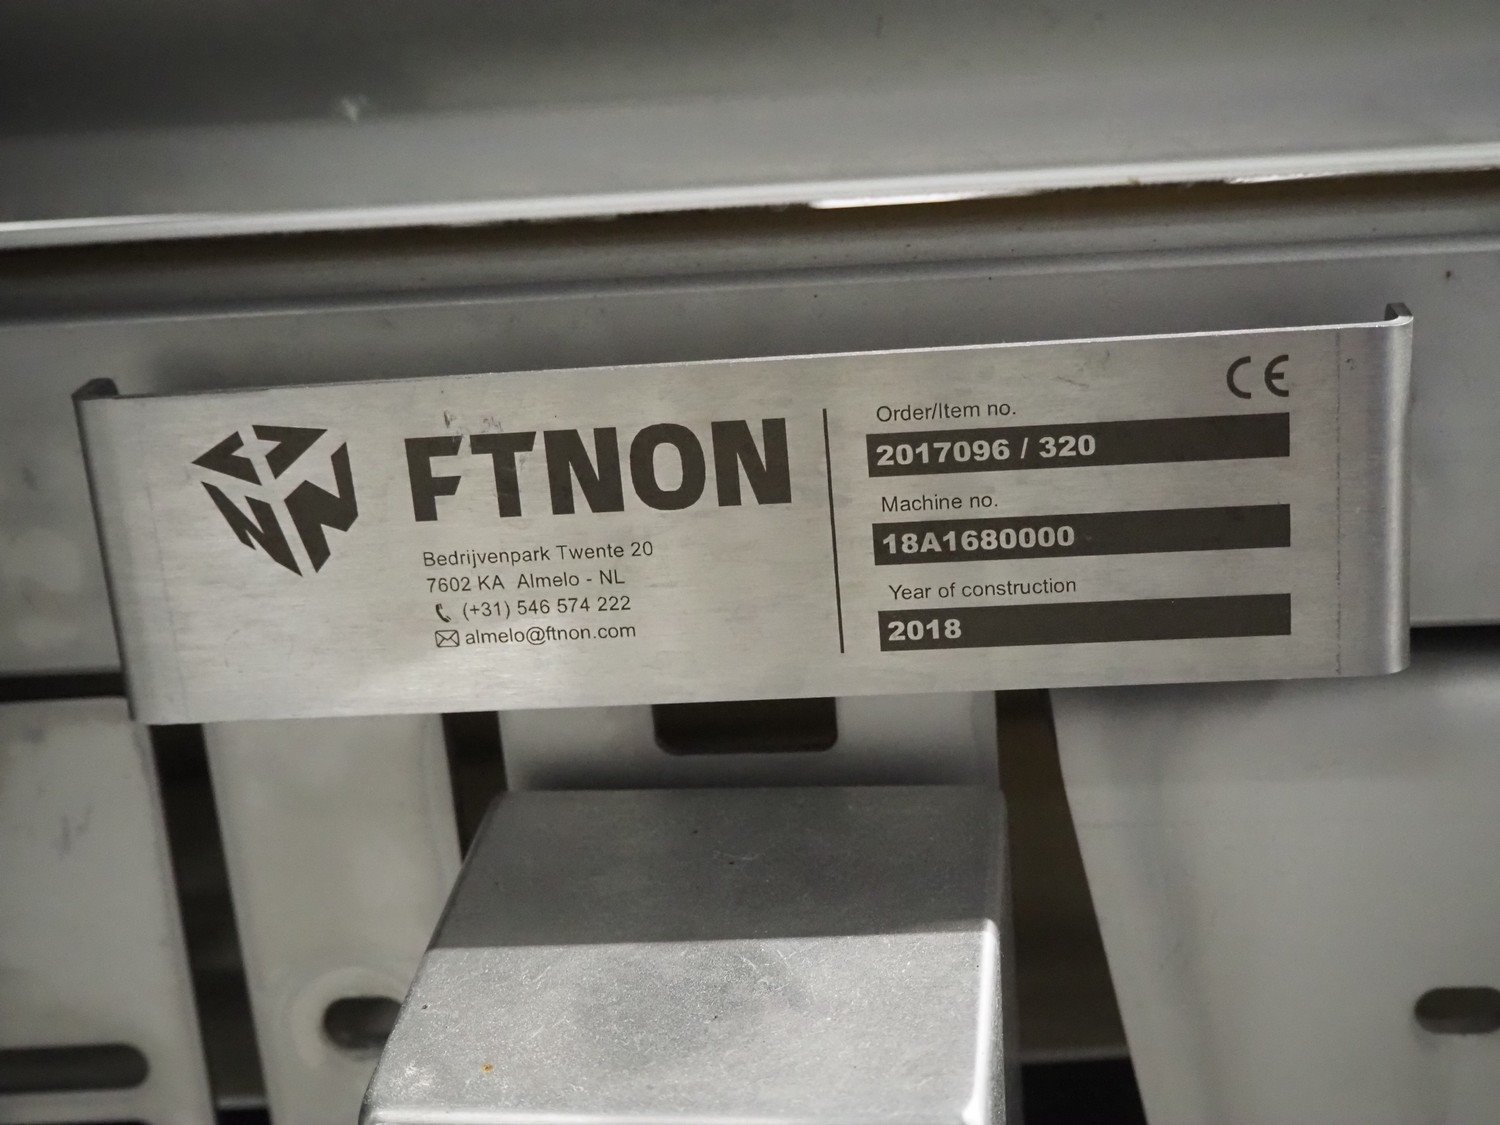 FTNON
Bedrijvenpark Twente 20
7602 KA Almelo - NL
(+31) 546 574 222
almelo@ftnon.com
CE
Order/Item no.
2017096 / 320
Machine no.
18A1680000
Year of construction
2018